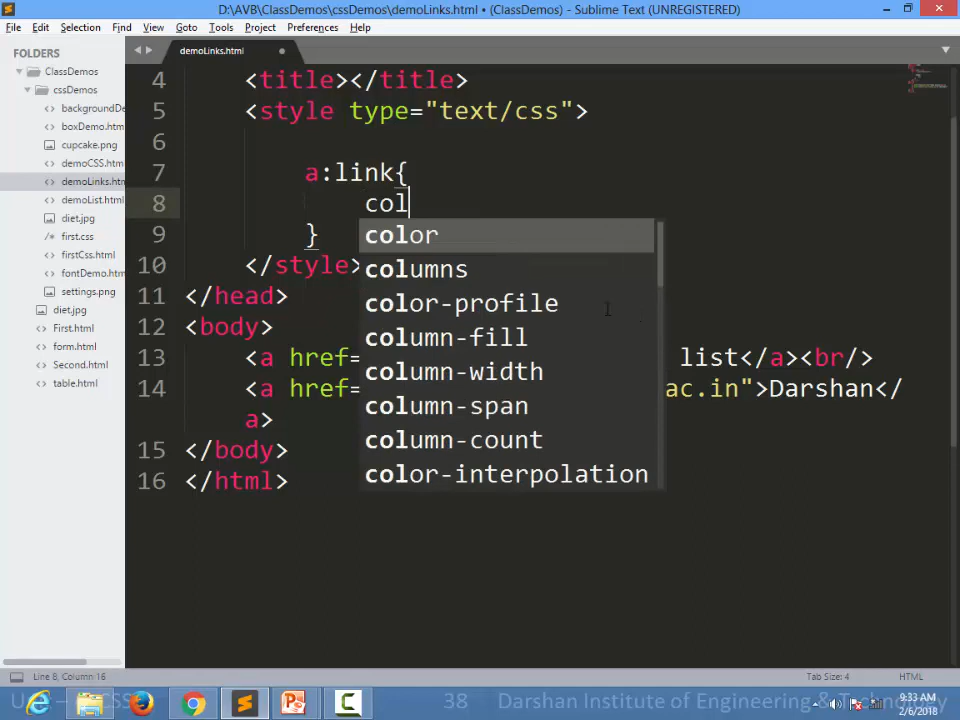 D:\AVB\ClassDemos\cssDemos\demoLinks.html • (ClassDemos) - Sublime Text (UNREGISTERED)
File Edit Selection Find View Goto Tools Project Preferences Help
FOLDERS
ClassDemos
cssDemos
backgroundDe
boxDemo.htm
cupcake.png
demoCSS.htm
demoLinks.htm
demoList.html
diet.jpg
first.css
firstCss.html
fontDemo.htm
settings.png
diet.jpg
First.html
form.html
Second.html
table.html
demoLinks.html
4 <title></title>
5 <style type="text/css">
6
7 a:link{
8 col
9 }
10 </style>
11 </head>
12 <body>
13 <a href= list</a><br/>
14 <a href= ac.in">Darshan</
a>
15 </body>
16 </html>
color
columns
color-profile
column-fill
column-width
column-span
column-count
color-interpolation
Line 8, Column 16
Tab Size: 4
HTML
38 Darshan Institute of Engineering & Technology
9:33 AM
2/6/2018